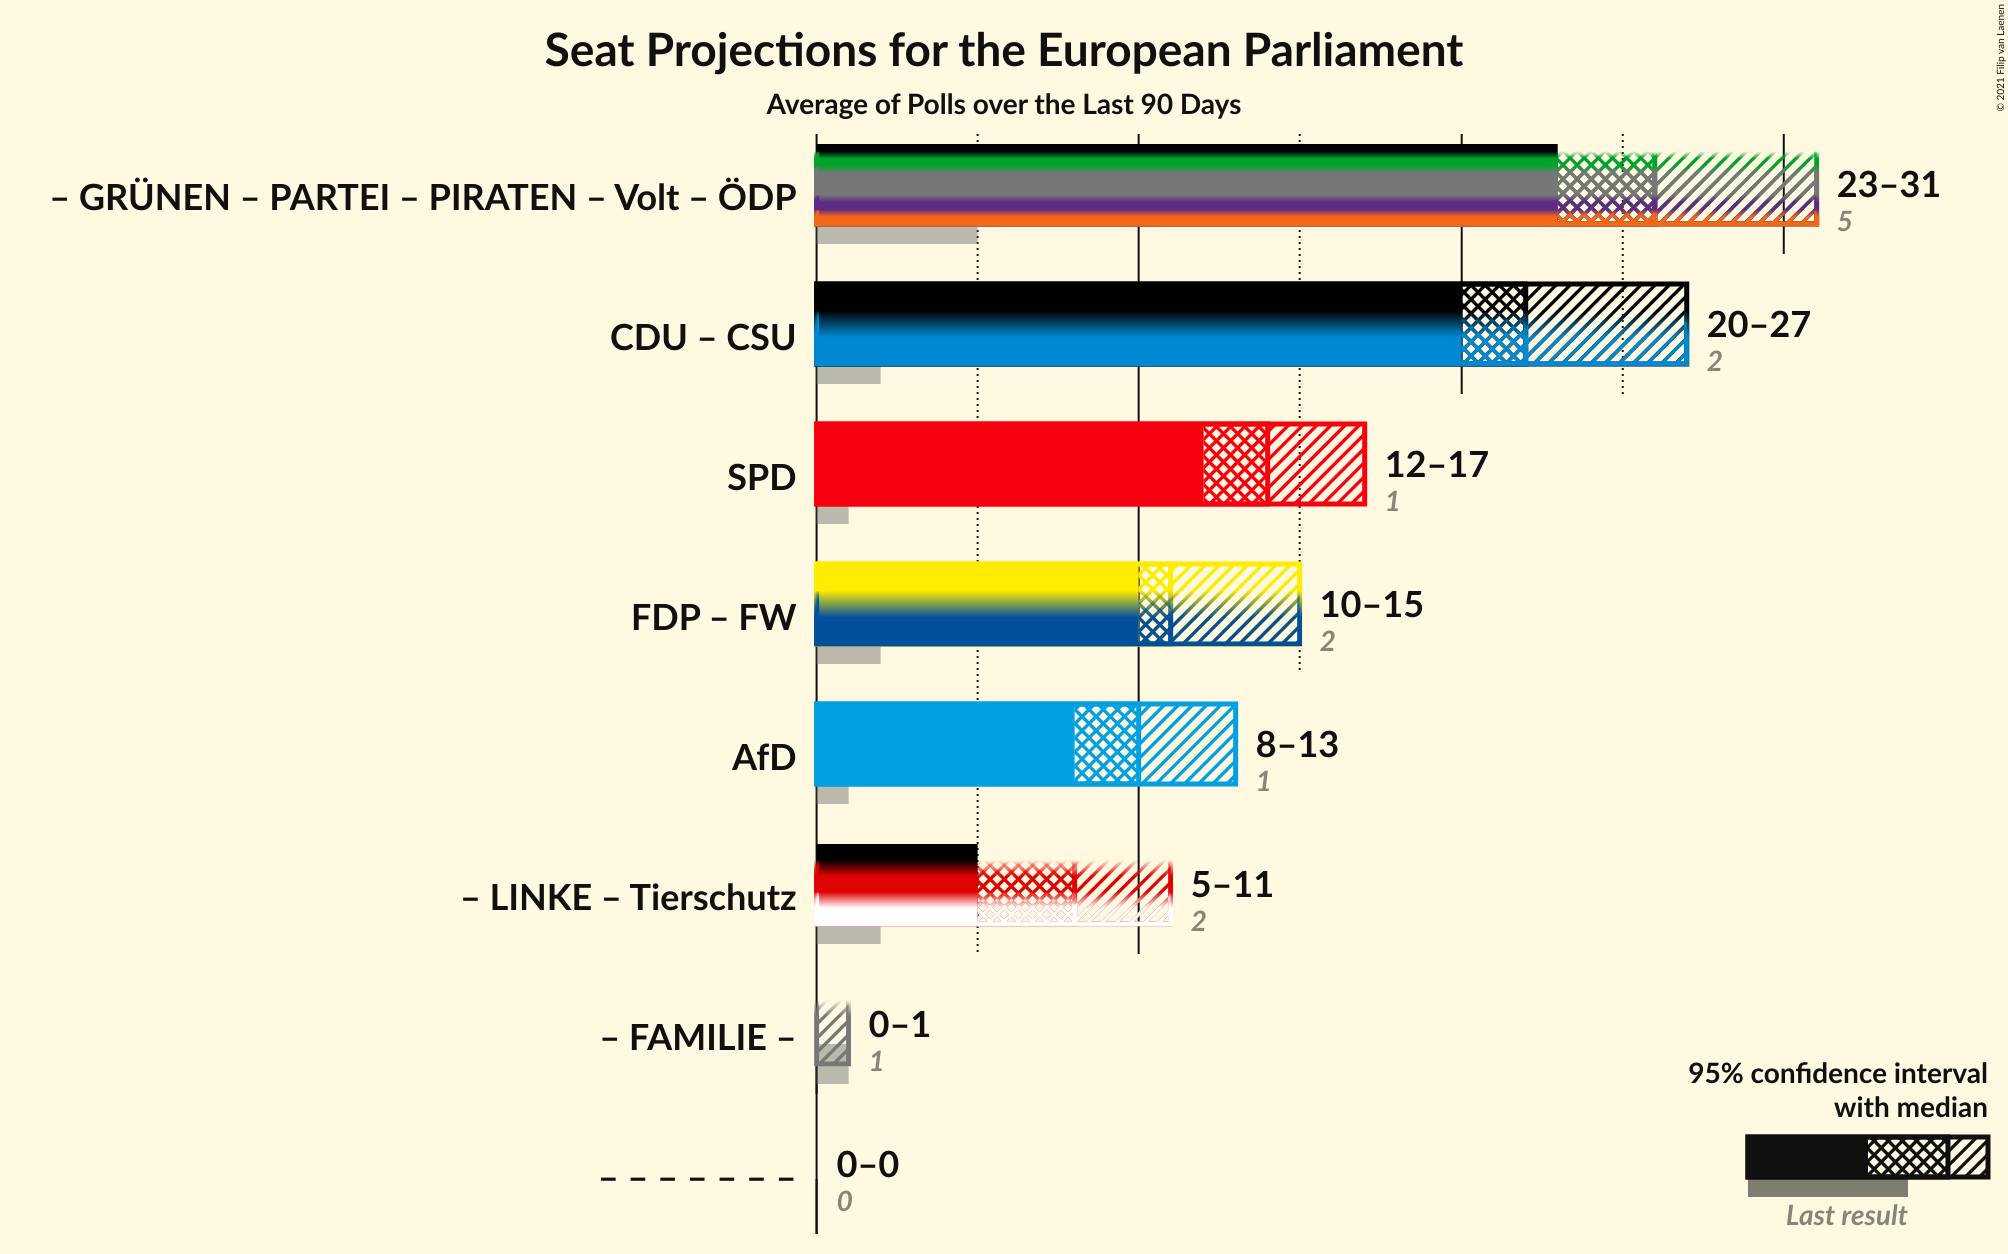 Seat Projections for the European Parliament
Average of Polls over the Last 90 Days
© 2021 Filip van Laenen
– GRÜNEN – PARTEI – PIRATEN – Volt – ÖDP
23–31
5
CDU – CSU
20–27
2
SPD
12–17
1
FDP – FW
10–15
2
AfD
8–13
1
– LINKE – Tierschutz
5–11
2
– FAMILIE –
0–1
1
– – – – – – –
0–0
0
95% confidence interval
with median
Last result